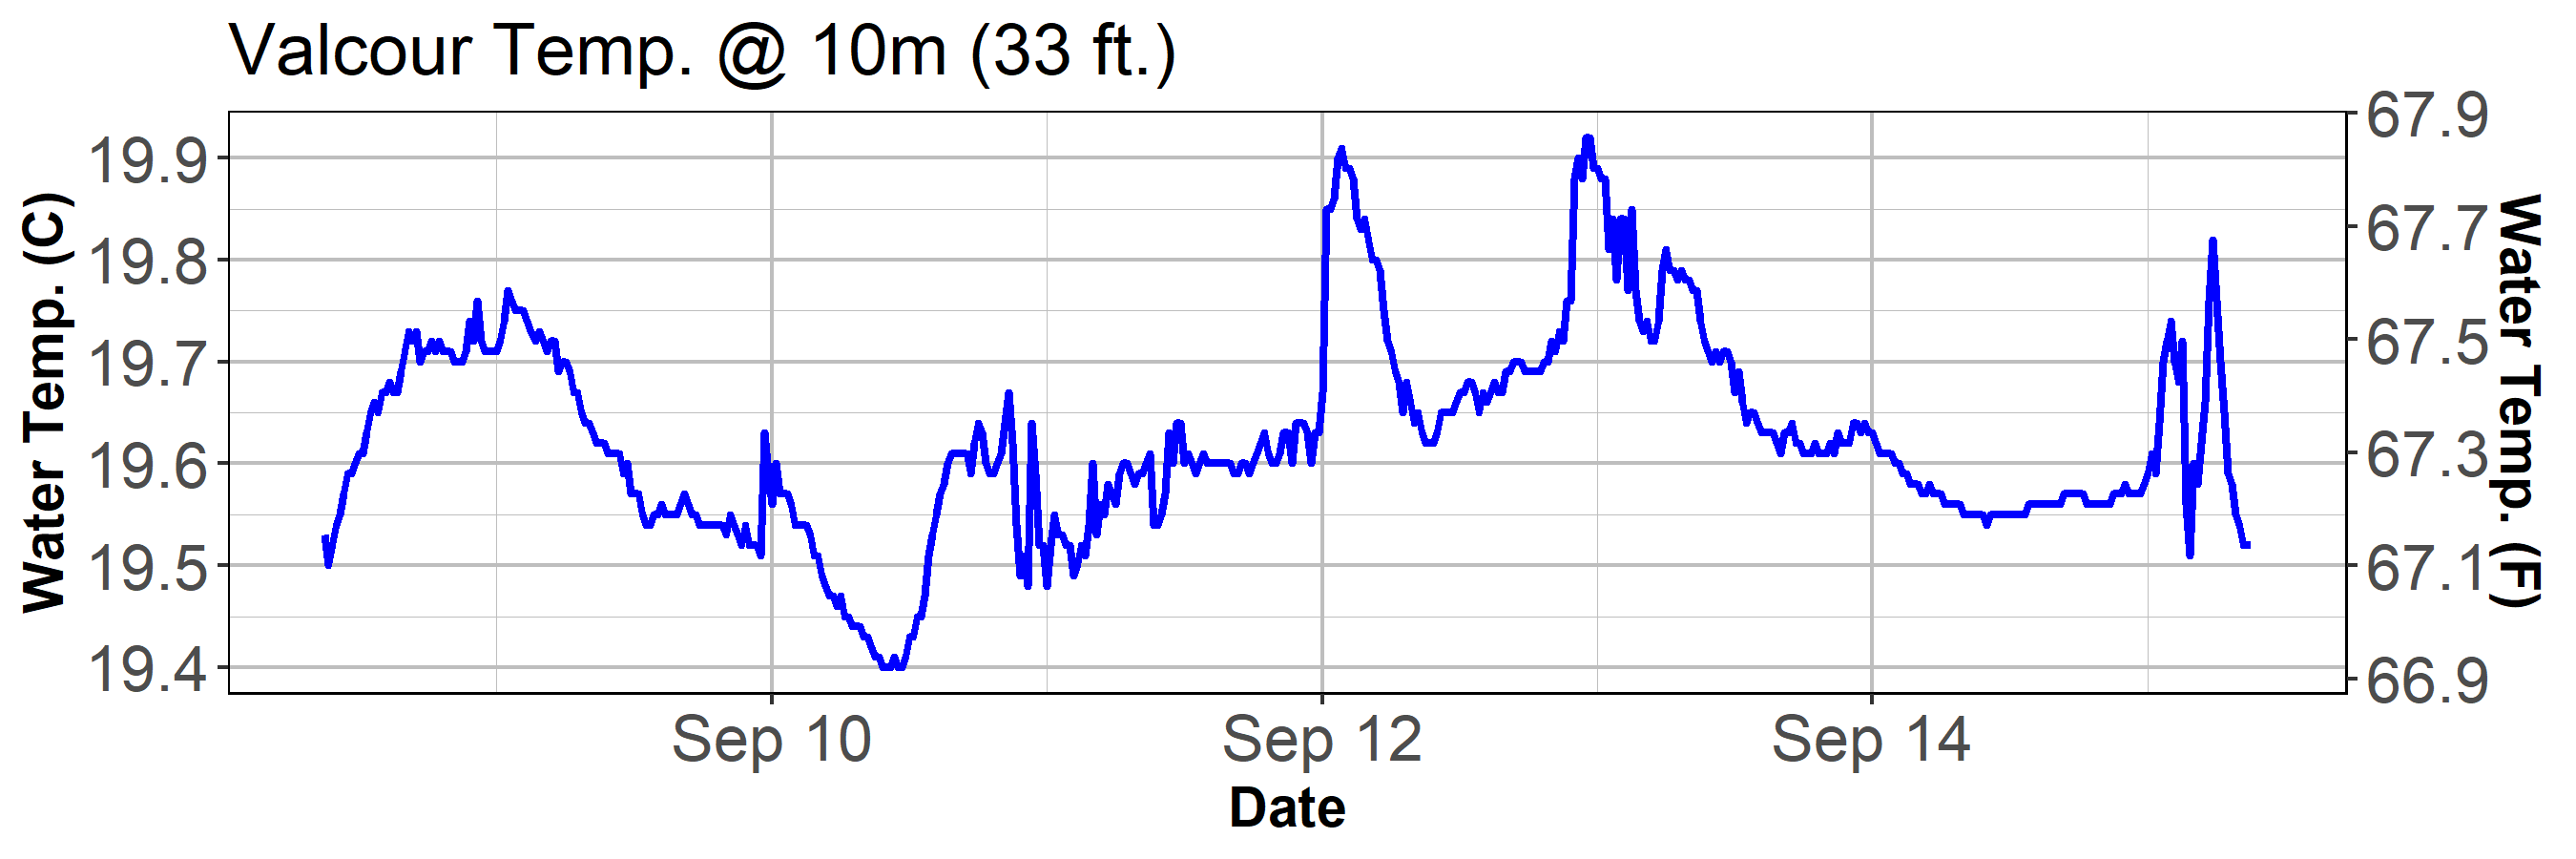 Valcour Temp. @ 10m (33 ft.)
Water Temp. (C)
19.9
19.8
19.7
19.6
19.5
19.4
67.9
67.7
67.5
67.3
67.1
66.9
Water Temp. (F)
Sep 10 Sep 12 Sep 14
Date